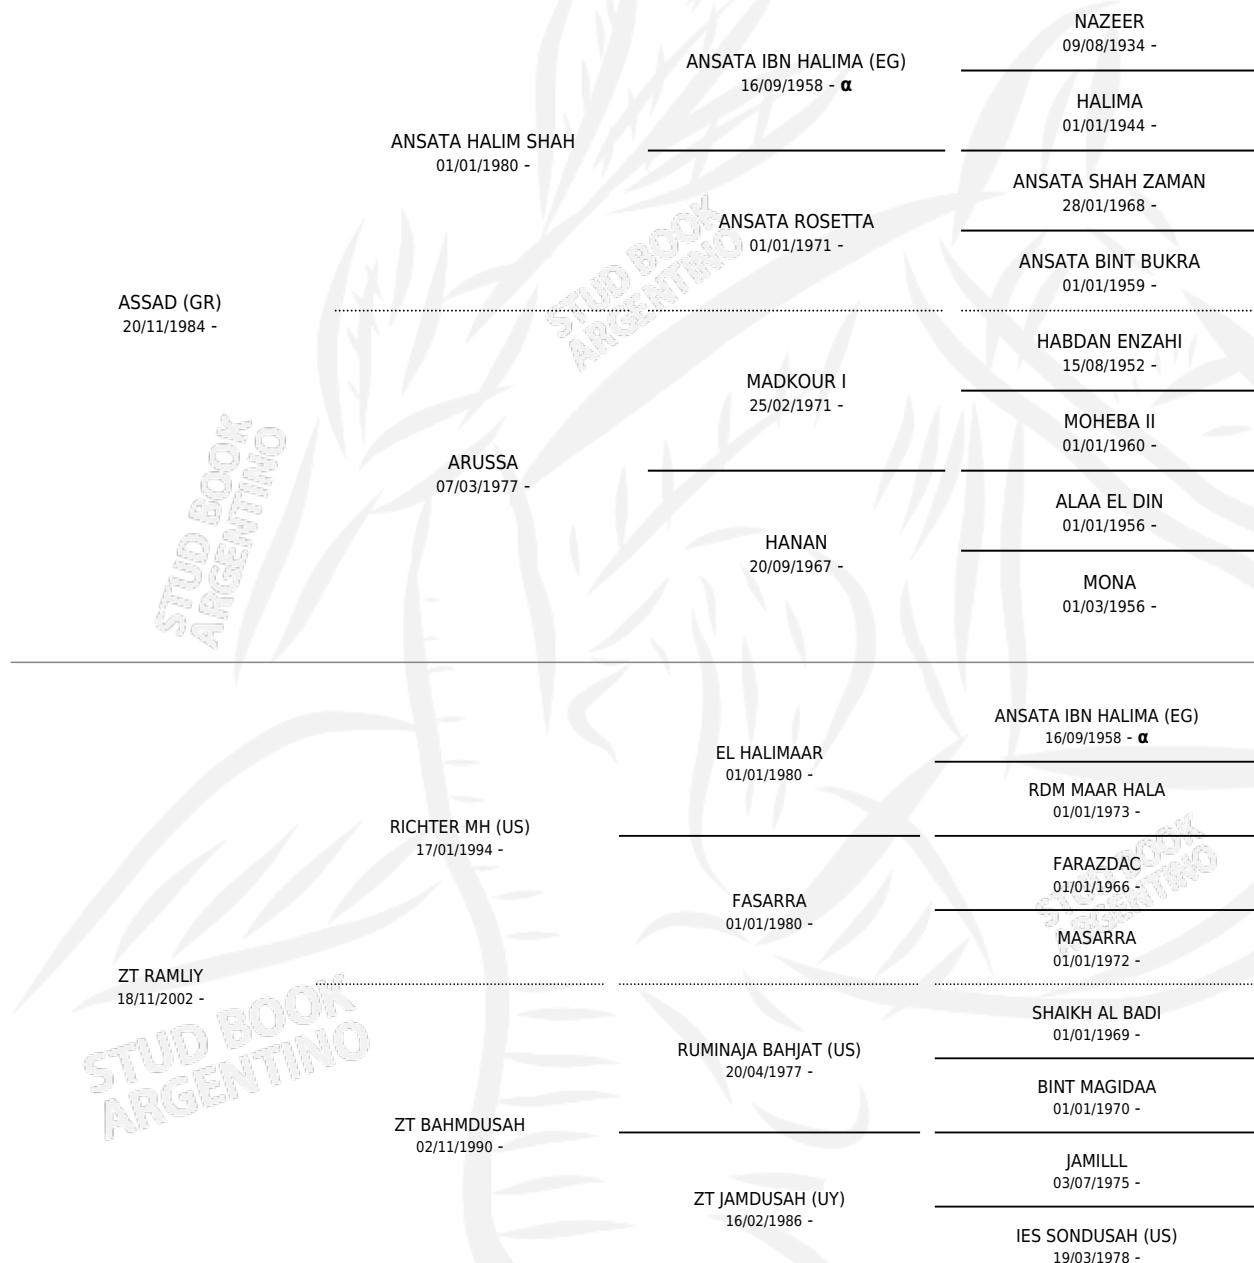 NAZEER
09/08/1934 -
ANSATA IBN HALIMA (EG)
16/09/1958 - α
HALIMA
01/01/1944 -
ANSATA HALIM SHAH
01/01/1980 -
ANSATA SHAH ZAMAN
28/01/1968 -
ANSATA ROSETTA
01/01/1971 -
ANSATA BINT BUKRA
01/01/1959 -
STUD BOOK
ARGENTINO
ASSAD (GR)
20/11/1984 -
HABDAN ENZAHI
15/08/1952 -
MADKOUR I
25/02/1971 -
MOHEBA II
01/01/1960 -
ARUSSA
07/03/1977 -
ALAA EL DIN
01/01/1956 -
HANAN
20/09/1967 -
MONA
01/03/1956 -
STUD BOOK
ARGENTINO
ANSATA IBN HALIMA (EG)
16/09/1958 - α
EL HALIMAAR
01/01/1980 -
RDM MAAR HALA
01/01/1973 -
RICHTER MH (US)
17/01/1994 -
FARAZDAC
01/01/1966 -
STUD BOOK
ARGENTINO
FASARRA
01/01/1980 -
MASARRA
01/01/1972 -
ZT RAMLIY
18/11/2002 -
SHAIKH AL BADI
01/01/1969 -
RUMINAJA BAHJAT (US)
20/04/1977 -
BINT MAGIDAA
01/01/1970 -
STUD BOOK
ARGENTINO
ZT BAHMDUSAH
02/11/1990 -
JAMILLL
03/07/1975 -
ZT JAMDUSAH (UY)
16/02/1986 -
IES SONDUSAH (US)
19/03/1978 -